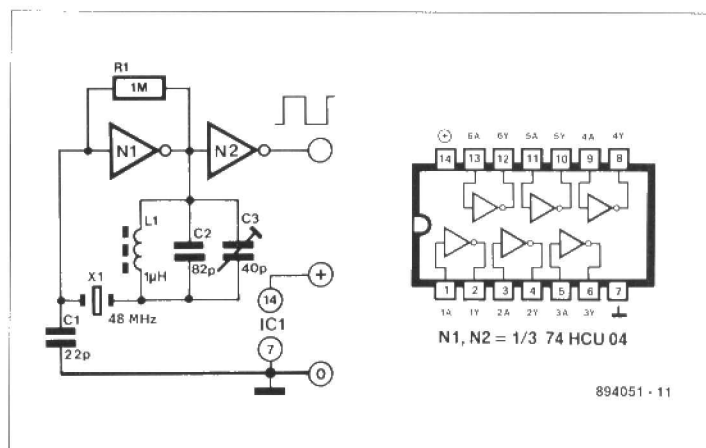 R1
1M
N1
N2
L1
1µH
C2
82p
C3
40p
X1
48 MHz
C1
22p
+
14
IC1
7
0
+ 6A 6Y 5A 5Y 4A 4Y
14 13 12 11 10 9 8
1 2 3 4 5 6 7
1A 1Y 2A 2Y 3A 3Y
N1, N2 = 1/3 74 HCU 04
894051 - 11